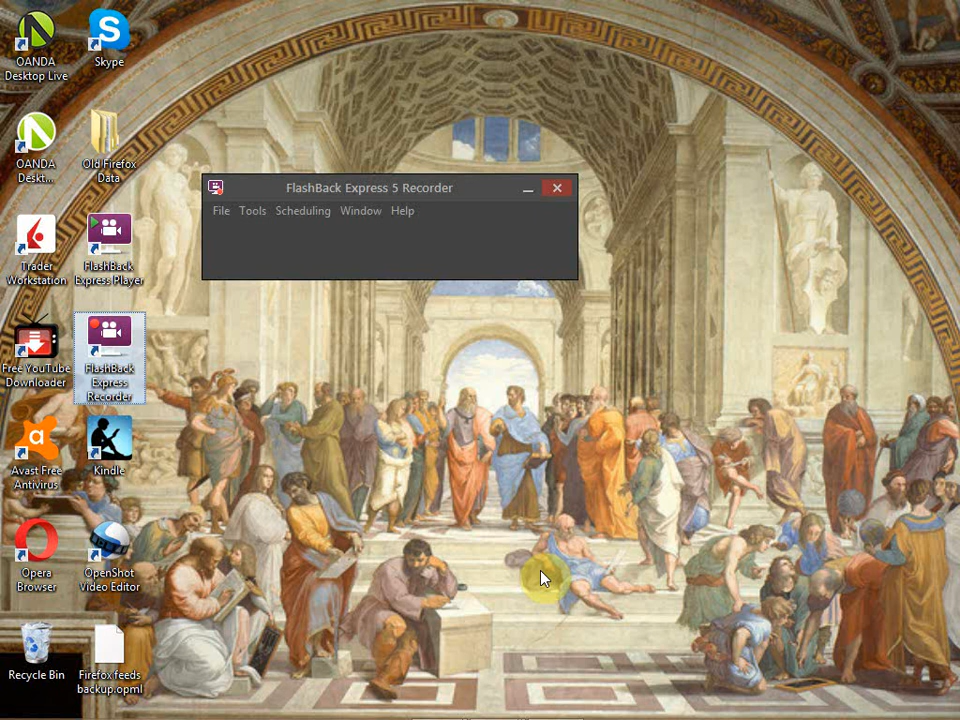 OANDA
Desktop Live
Skype
OANDA
Deskt...
Old Firefox
Data
Trader
Workstation
FlashBack
Express Player
Free YouTube
Downloader
FlashBack
Express
Recorder
Avast Free
Antivirus
Kindle
Opera
Browser
OpenShot
Video Editor
Recycle Bin
Firefox feeds
backup.opml
FlashBack Express 5 Recorder
File Tools Scheduling Window Help